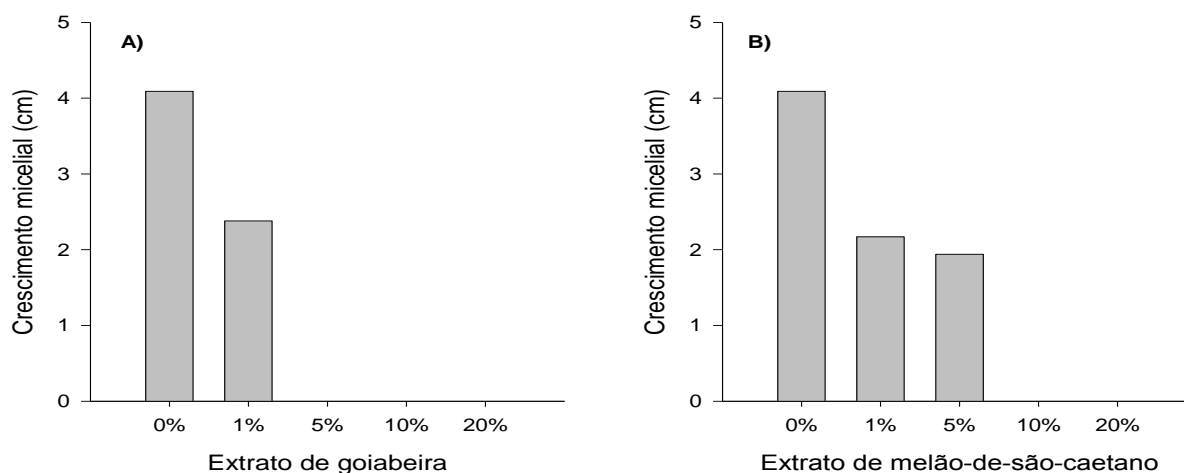 A)
Crescimento micelial (cm)
5
4
3
2
1
0
0% 1% 5% 10% 20%
Extrato de goiabeira
B)
Crescimento micelial (cm)
5
4
3
2
1
0
0% 1% 5% 10% 20%
Extrato de melão-de-são-caetano